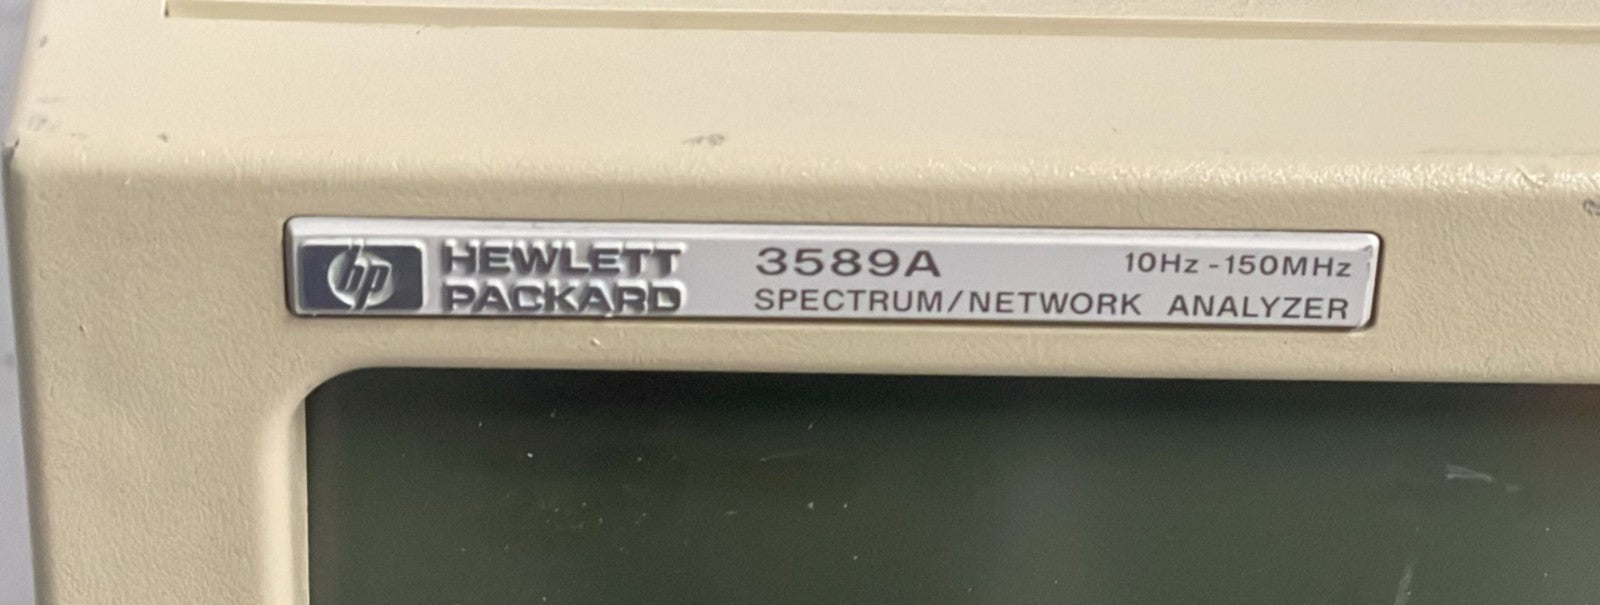 hp HEWLETT PACKARD
3589A 10Hz - 150MHz
SPECTRUM/NETWORK ANALYZER